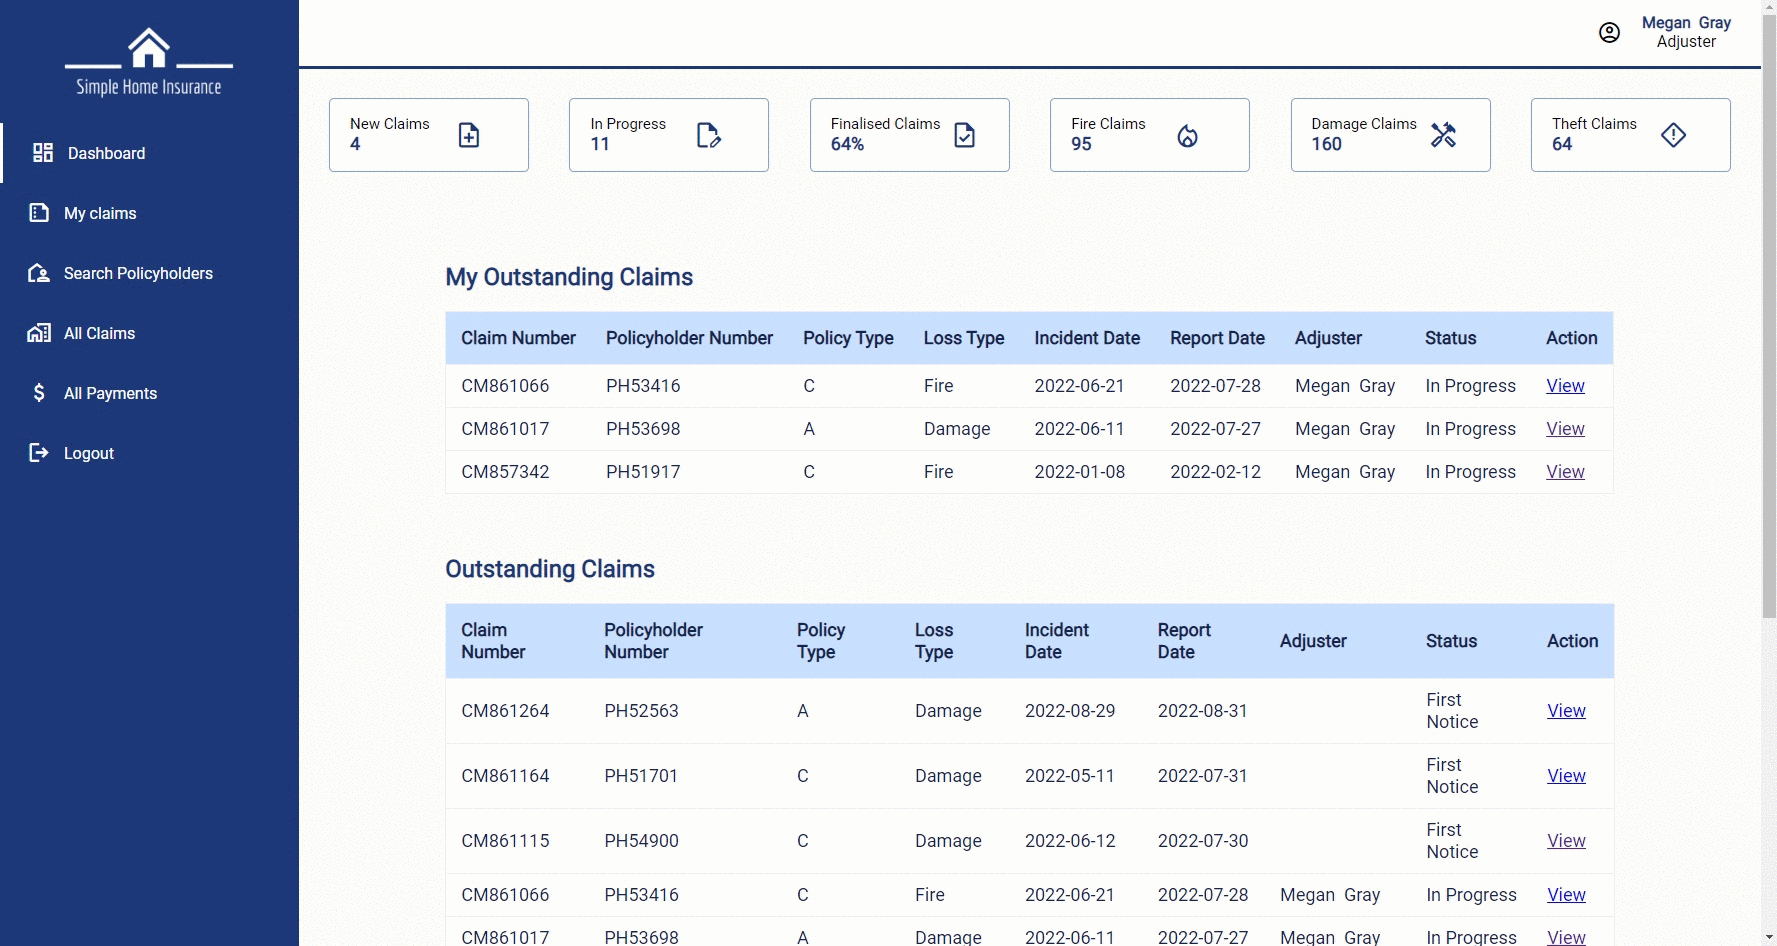 Simple Home Insurance
Dashboard
My claims
Search Policyholders
All Claims
All Payments
Logout
Megan Gray
Adjuster
New Claims
4
In Progress
11
Finalised Claims
64%
Fire Claims
95
Damage Claims
160
Theft Claims
64
My Outstanding Claims
Claim Number Policyholder Number Policy Type Loss Type Incident Date Report Date Adjuster Status Action
CM861066 PH53416 C Fire 2022-06-21 2022-07-28 Megan Gray In Progress View
CM861017 PH53698 A Damage 2022-06-11 2022-07-27 Megan Gray In Progress View
CM857342 PH51917 C Fire 2022-01-08 2022-02-12 Megan Gray In Progress View
Outstanding Claims
Claim Number Policyholder Number Policy Type Loss Type Incident Date Report Date Adjuster Status Action
CM861264 PH52563 A Damage 2022-08-29 2022-08-31 First Notice View
CM861164 PH51701 C Damage 2022-05-11 2022-07-31 First Notice View
CM861115 PH54900 C Damage 2022-06-12 2022-07-30 First Notice View
CM861066 PH53416 C Fire 2022-06-21 2022-07-28 Megan Gray In Progress View
CM861017 PH53698 A Damage 2022-06-11 2022-07-27 Megan Gray In Progress View